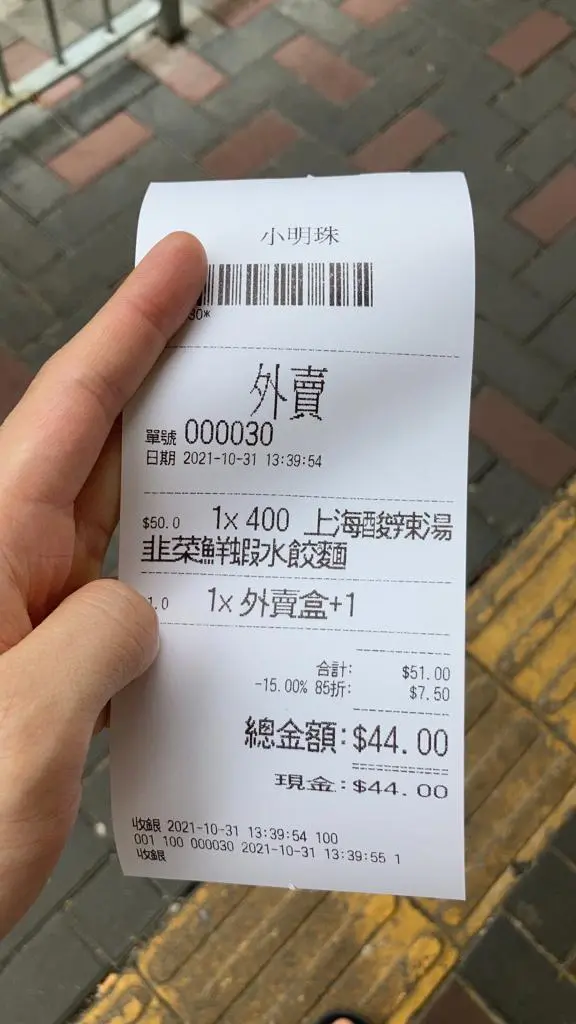 小明珠
30*
外賣
單號 000030
日期 2021-10-31 13:39:54
$50.0 1x 400 上海酸辣湯
韭菜鮮蝦水餃麵
1.0 1x 外賣盒+1
合計: $51.00
-15.00% 85折: $7.50
總金額: $44.00
現金: $44.00
收銀 2021-10-31 13:39:54 100
001 100 000030 2021-10-31 13:39:55 1
收銀